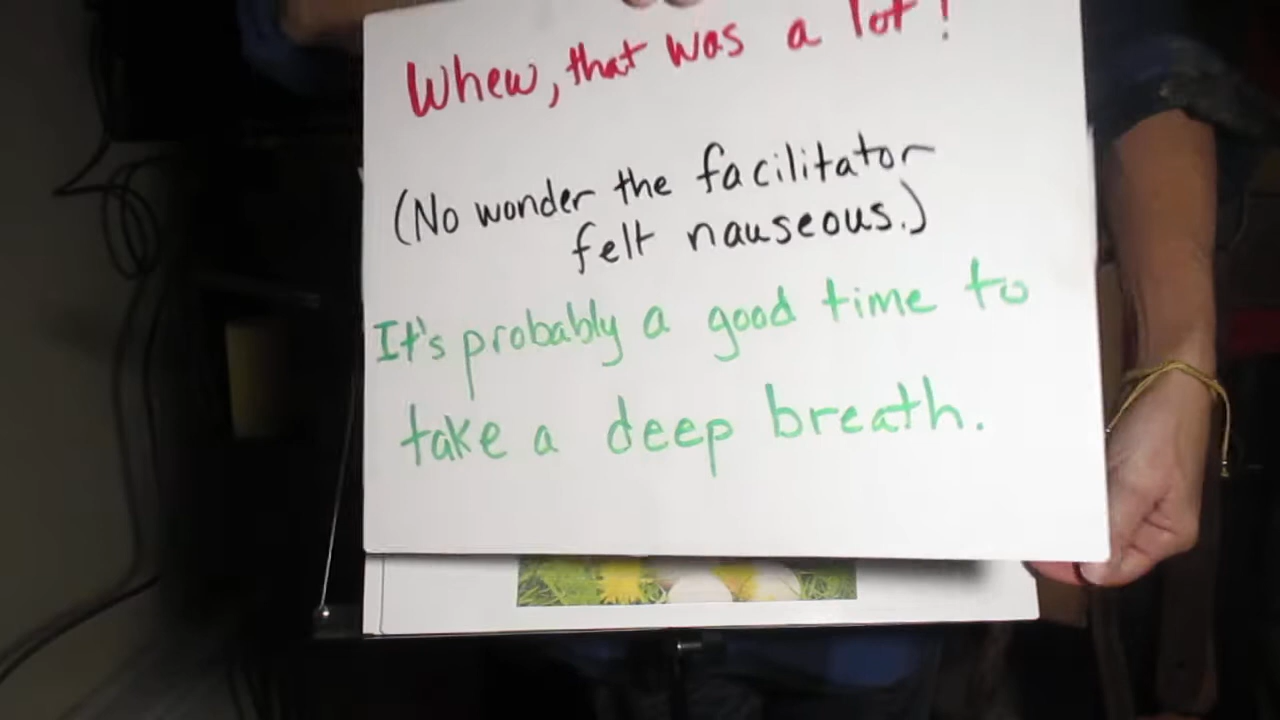 Whew, that was a lot!
(No wonder the facilitator
felt nauseous.)
It's probably a good time to
take a deep breath.